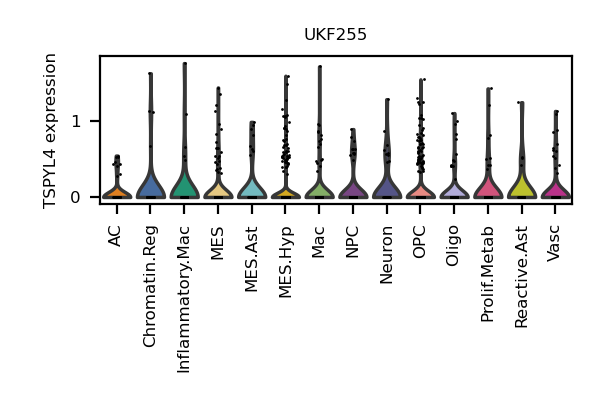 UKF255
TSPYL4 expression
1
0
AC
Chromatin.Reg
Inflammatory.Mac
MES
MES.Ast
MES.Hyp
Mac
NPC
Neuron
OPC
Oligo
Prolif.Metab
Reactive.Ast
Vasc